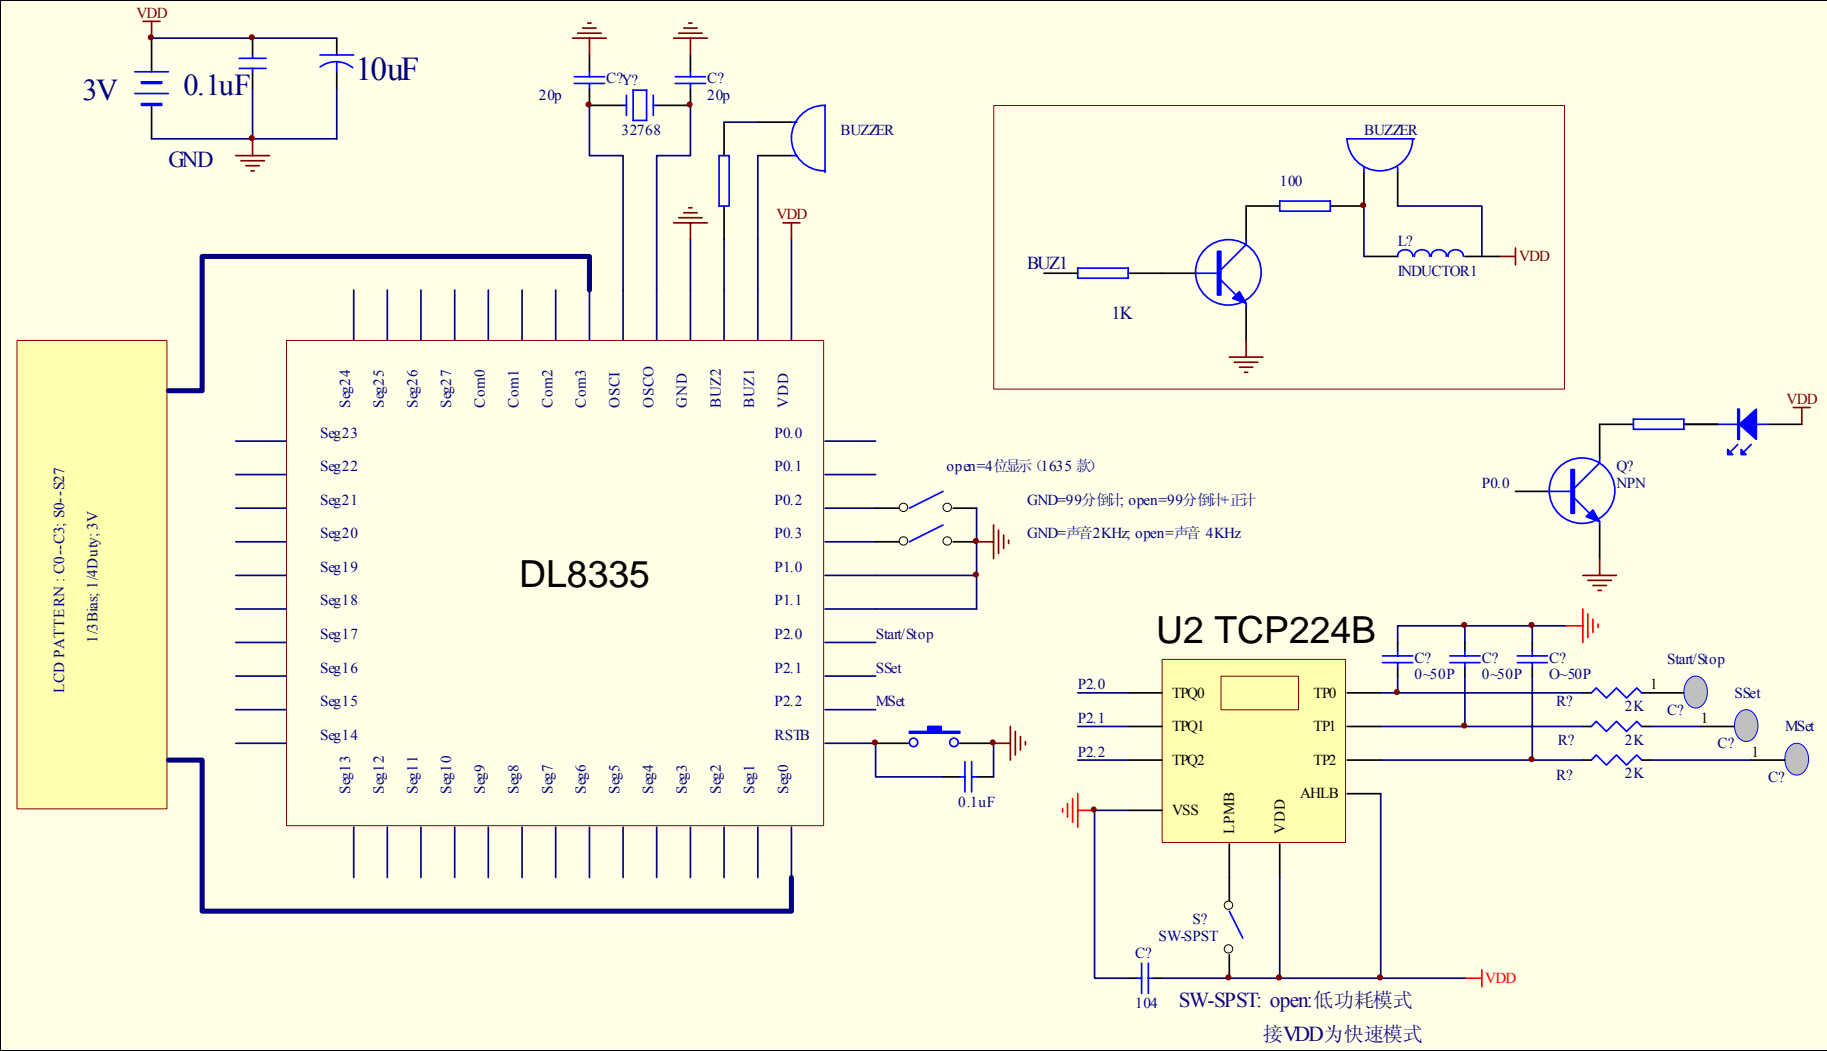 VDD
3V
0.1uF
10uF
GND
C?
Y?
C?
20p
20p
32768
BUZZER
VDD
BUZZER
100
L?
INDUCTOR1
VDD
BUZ1
1K
Seg24
Seg25
Seg26
Seg27
Com0
Com1
Com2
Com3
OSCI
OSCO
GND
BUZ2
BUZ1
VDD
Seg23
Seg22
Seg21
Seg20
Seg19
Seg18
Seg17
Seg16
Seg15
Seg14
DL8335
P0.0
P0.1
P0.2
P0.3
P1.0
P1.1
P2.0
P2.1
P2.2
RSTB
Seg13
Seg12
Seg11
Seg10
Seg9
Seg8
Seg7
Seg6
Seg5
Seg4
Seg3
Seg2
Seg1
Seg0
LCD PATTERN : C0--C3; S0--S27
1/3Bias; 1/4Duty; 3V
open=4位显示 (1635 款)
GND=99分倒计; open=99分倒计+正计
GND=声音2KHz; open=声音 4KHz
Start/Stop
SSet
MSet
0.1uF
VDD
Q?
NPN
P0.0
U2 TCP224B
P2.0
P2.1
P2.2
TPQ0
TPQ1
TPQ2
VSS
LPMB
VDD
TP0
TP1
TP2
AHLB
C?
0~50P
C?
0~50P
C?
O~50P
Start/Stop
SSet
MSet
R?
2K
1
C?
R?
2K
1
C?
R?
2K
1
C?
S?
SW-SPST
C?
104
VDD
SW-SPST: open:低功耗模式
接VDD为快速模式